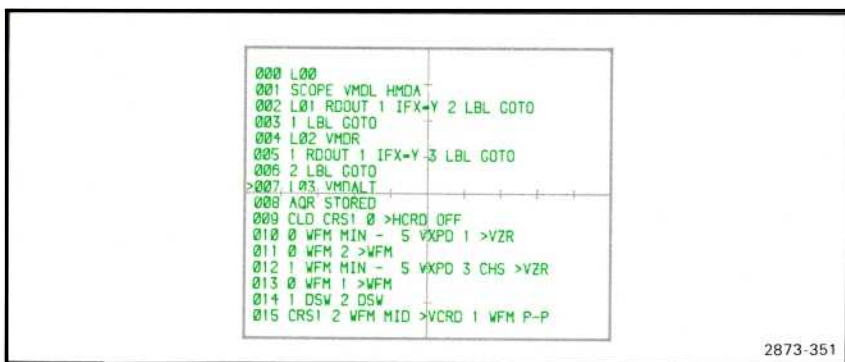 000 L00
001 SCOPE VMDL HMDA
002 L01 RDOUT 1 IFX=Y 2 LBL GOTO
003 1 LBL GOTO
004 L02 VMDR
005 1 RDOUT 1 IFX=Y 3 LBL GOTO
006 2 LBL GOTO
>007 L03 VMDALT
008 AQR STORED
009 CLD CRS1 0 >HCRD OFF
010 0 WFM MIN - 5 VXPD 1 >VZR
011 0 WFM 2 >WFM
012 1 WFM MIN - 5 VXPD 3 CHS >VZR
013 0 WFM 1 >WFM
014 1 DSW 2 DSW
015 CRS1 2 WFM MID >VCRD 1 WFM P-P
2873-351